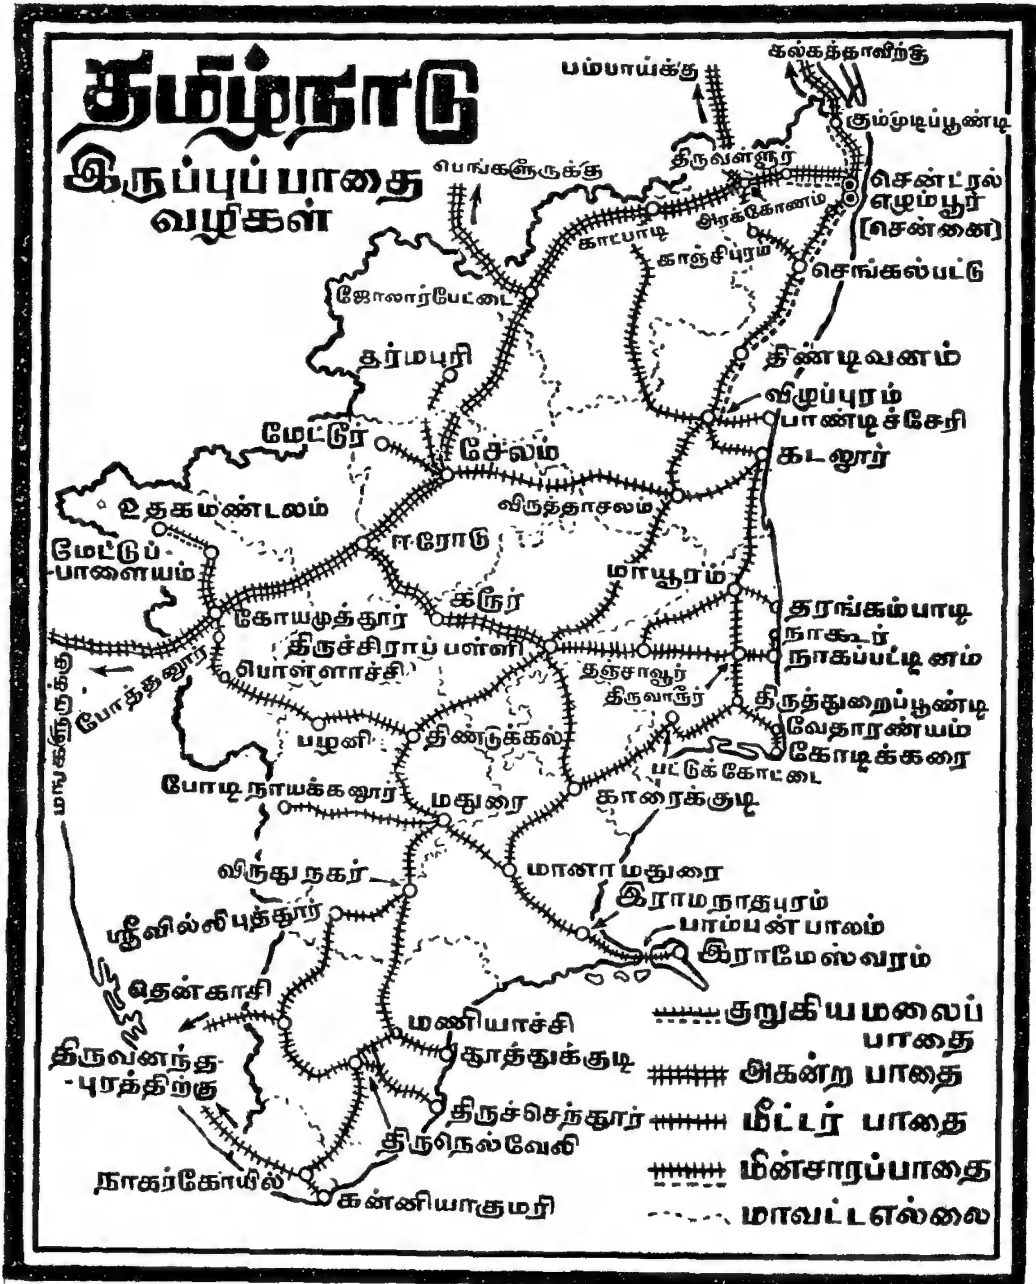 தமிழ்நாடு
இருப்புப்பாதை
வழிகள்
கல்கத்தாவிற்கு
பம்பாய்க்கு
கும்முடிப்பூண்டி
பெங்களூருக்கு
திருவள்ளூர்
சென்ட்ரல்
எழும்பூர்
[சென்னை]
அரக்கோணம்
காட்பாடி
காஞ்சிபுரம்
செங்கல்பட்டு
ஜோலார்பேட்டை
திண்டிவனம்
தர்மபுரி
விழுப்புரம்
பாண்டிச்சேரி
மேட்டூர்
சேலம்
கடலூர்
விருத்தாசலம்
உதகமண்டலம்
ஈரோடு
மேட்டுப்-
-பாளையம்
மாயூரம்
கரூர்
தரங்கம்பாடி
கோயமுத்தூர்
நாகூர்
திருச்சிராப்பள்ளி
நாகப்பட்டினம்
போத்தனூர்
பொள்ளாச்சி
தஞ்சாவூர்
திருவாரூர்
மாங்களூருக்கு
திருத்துறைப்பூண்டி
வேதாரண்யம்
பழனி
திண்டுக்கல்
கோடிக்கரை
பட்டுக்கோட்டை
போடிநாயக்கனூர்
மதுரை
காரைக்குடி
விருதுநகர்
மானாமதுரை
ஸ்ரீவில்லிபுத்தூர்
இராமநாதபுரம்
பாம்பன் பாலம்
இராமேஸ்வரம்
தென்காசி
மணியாச்சி
குறுகியமலைப்
பாதை
திருவனந்த-
-புரத்திற்கு
தூத்துக்குடி
அகன்ற பாதை
திருச்செந்தூர்
மீட்டர் பாதை
திருநெல்வேலி
மின்சாரப்பாதை
நாகர்கோயில்
கன்னியாகுமரி
மாவட்டஎல்லை